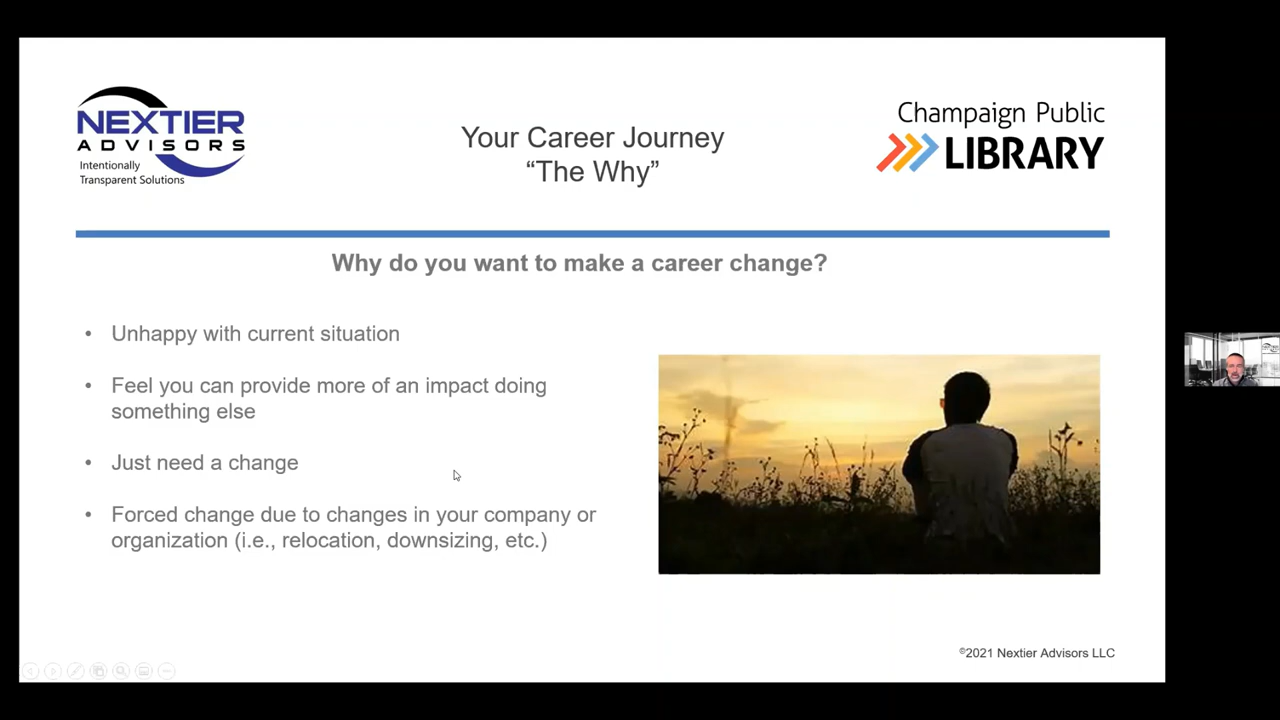 NEXTIER
ADVISORS
Intentionally
Transparent Solutions
Your Career Journey
“The Why”
Champaign Public
LIBRARY
Why do you want to make a career change?
• Unhappy with current situation
• Feel you can provide more of an impact doing
something else
• Just need a change
• Forced change due to changes in your company or
organization (i.e., relocation, downsizing, etc.)
©2021 Nextier Advisors LLC